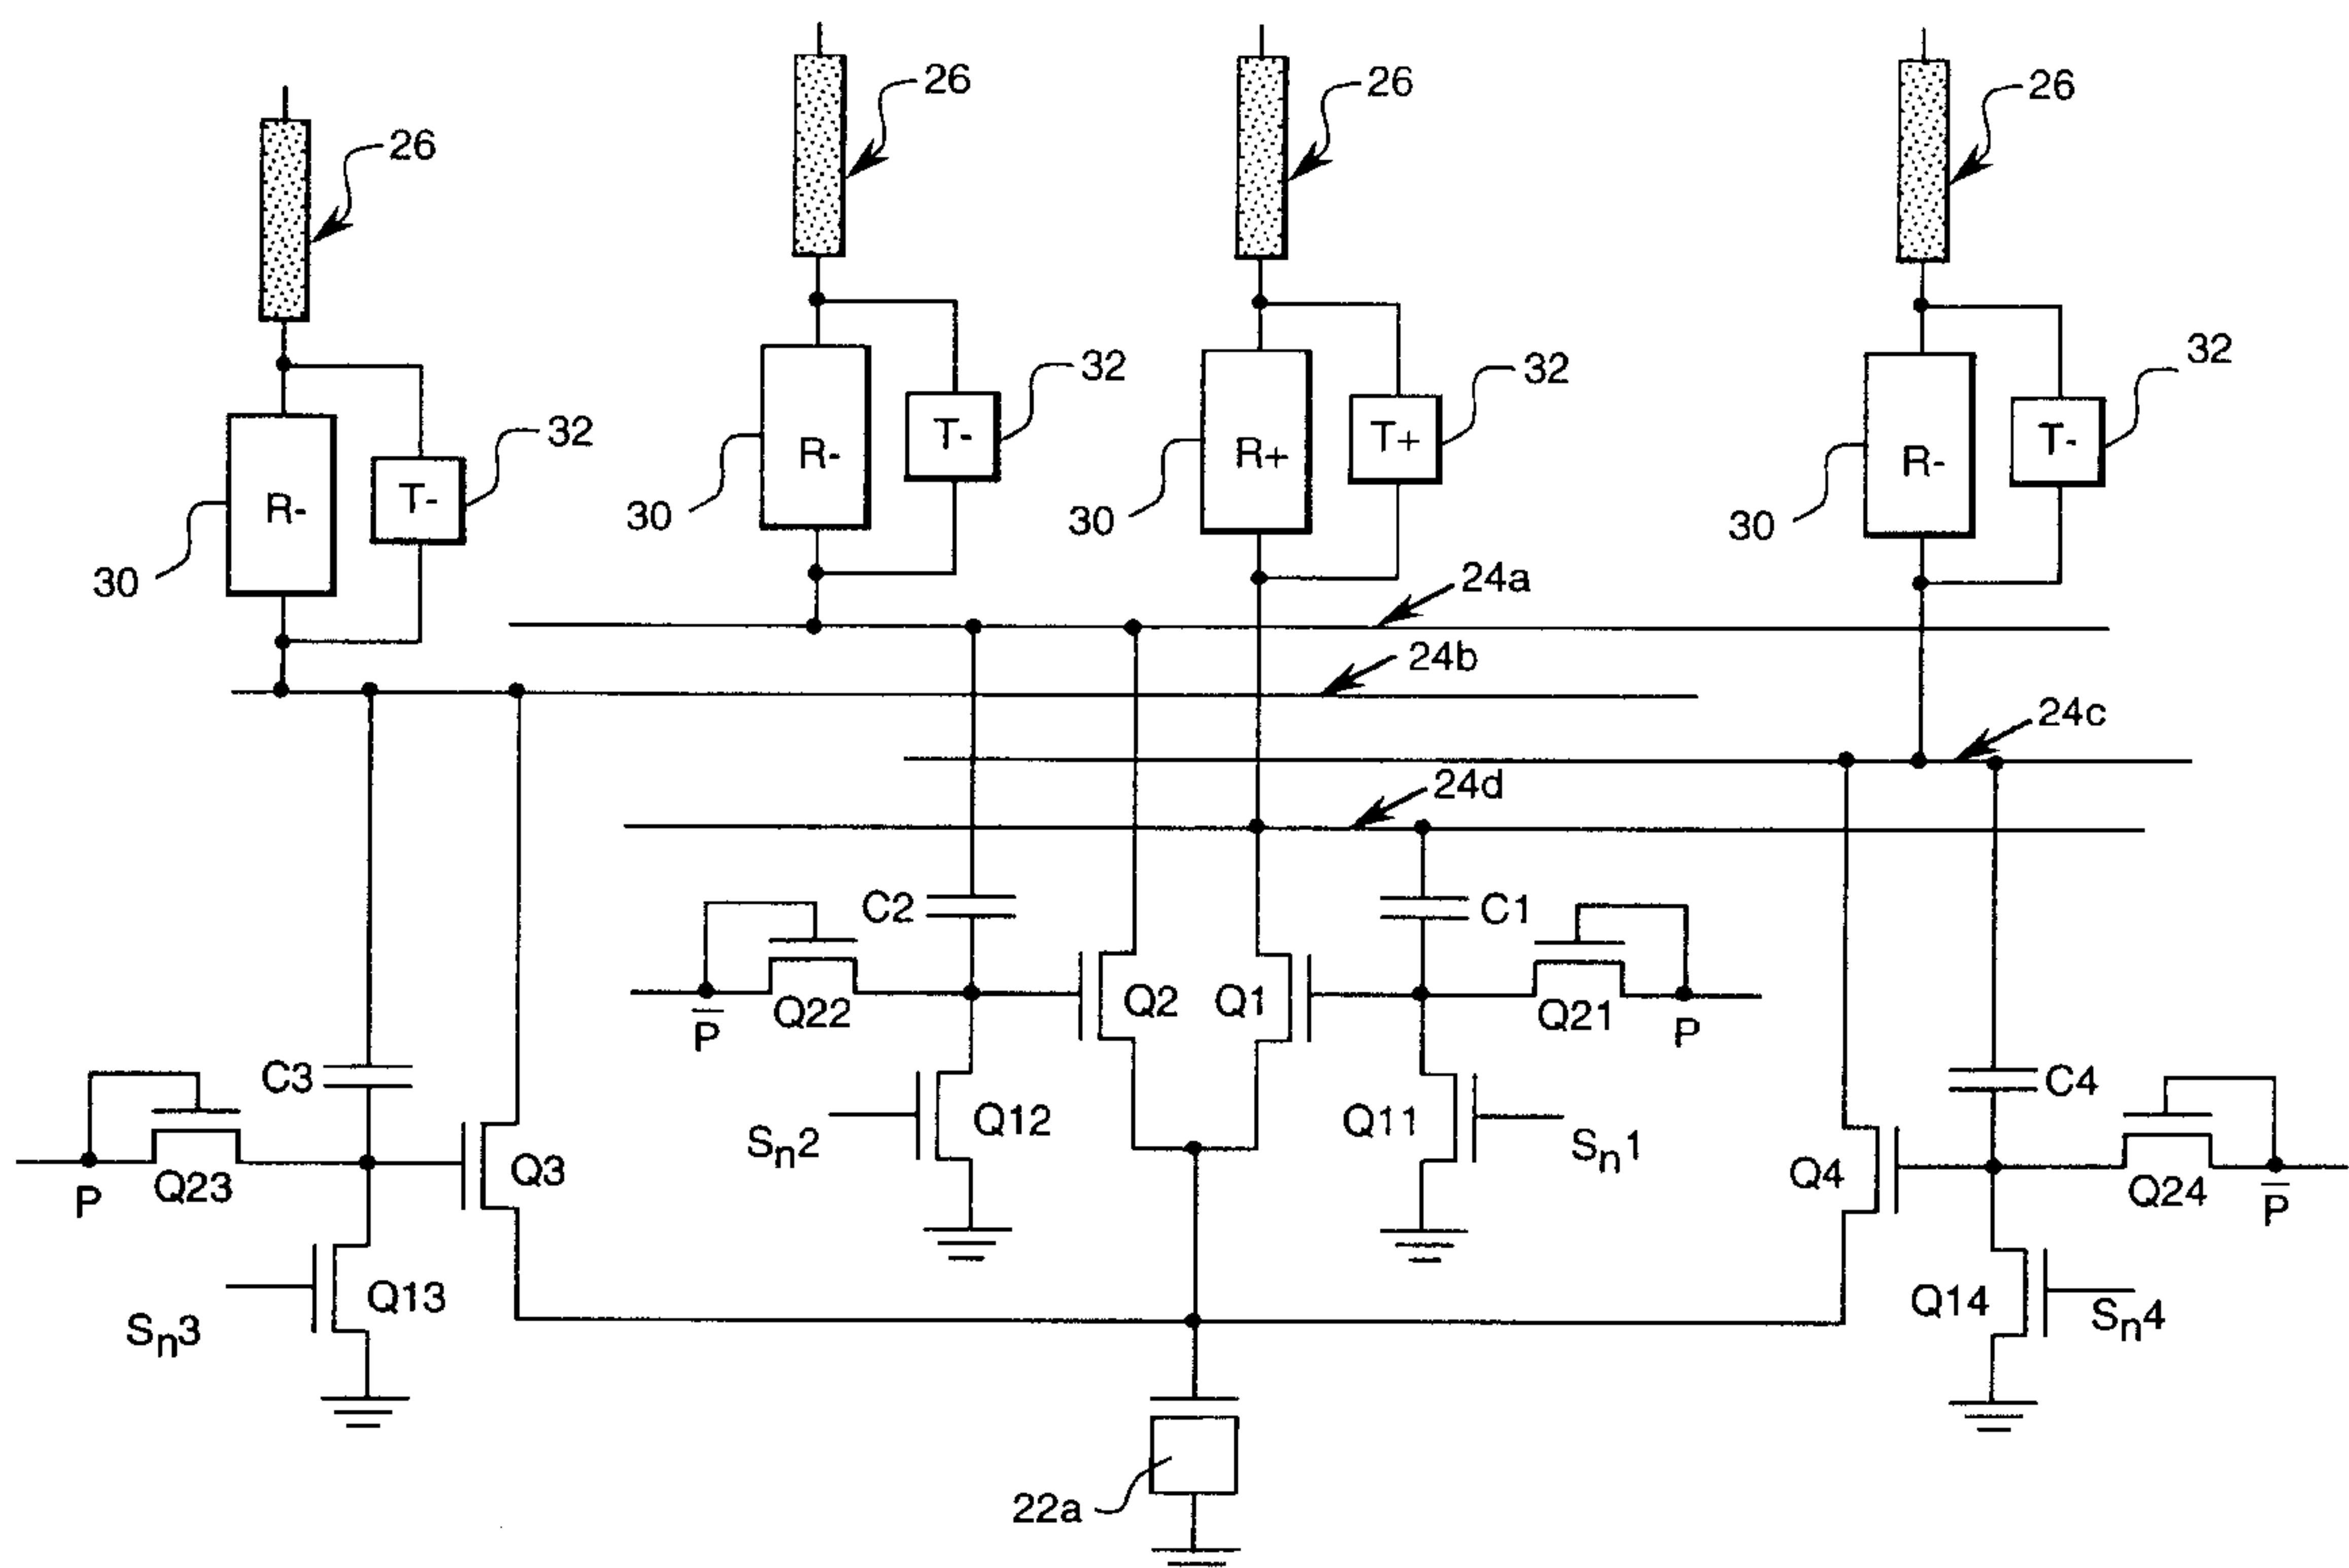 26
26
26
26
R-
T-
32
30
R-
T-
32
30
R+
T+
32
30
R-
T-
32
30
24a
24b
24c
24d
C2
C1
Q22
P̅
Q2
Q1
Q21
P
C3
C4
Sn2
Q12
Q11
Sn1
P
Q23
Q3
Q4
Q24
P̅
Sn3
Q13
Q14
Sn4
22a